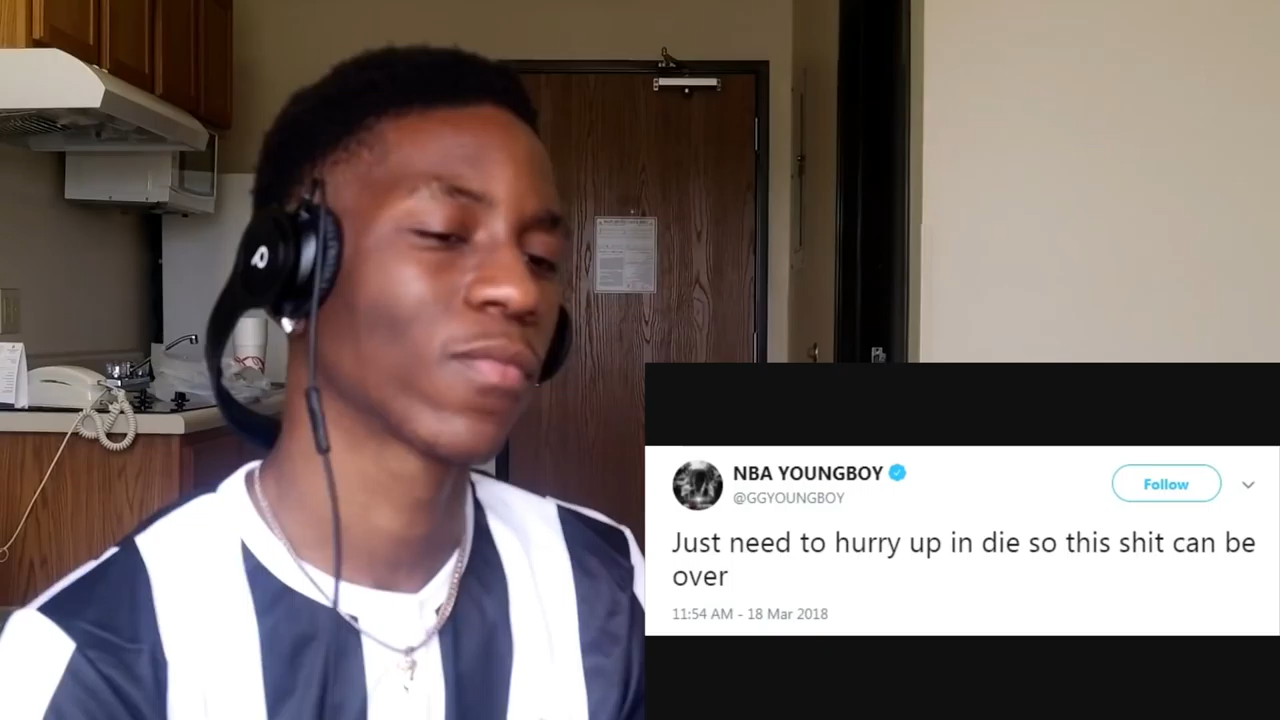 NBA YOUNGBOY
@GGYOUNGBOY
Follow
Just need to hurry up in die so this shit can be
over
11:54 AM - 18 Mar 2018